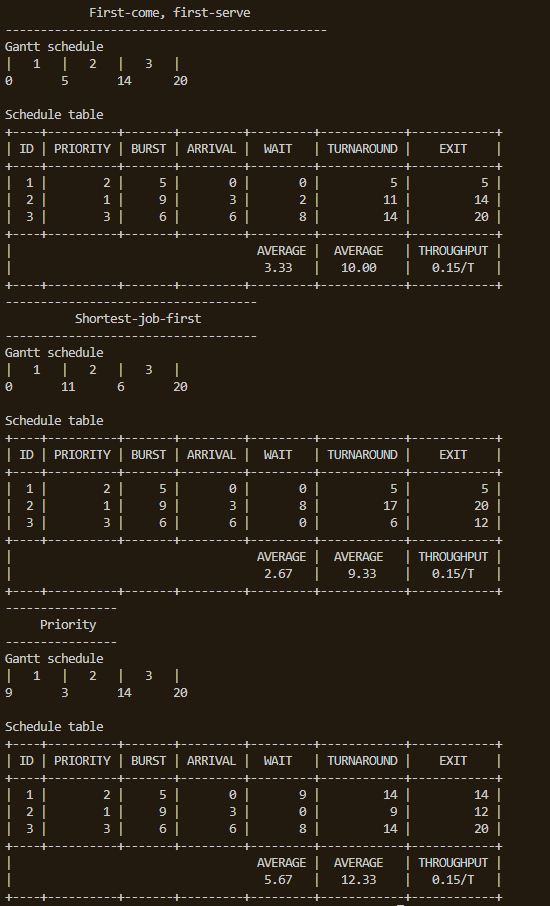 First-come, first-serve
----------------------------------------------
Gantt schedule
|   1   |   2   |   3   |
0       5       14      20

Schedule table
+----+----------+-------+---------+----------+------------+------------+
| ID | PRIORITY | BURST | ARRIVAL |   WAIT   | TURNAROUND |    EXIT    |
+----+----------+-------+---------+----------+------------+------------+
|  1 |        2 |     5 |       0 |        0 |          5 |          5 |
|  2 |        1 |     9 |       3 |        2 |         11 |         14 |
|  3 |        3 |     6 |       6 |        8 |         14 |         20 |
+----+----------+-------+---------+----------+------------+------------+
|                                   AVERAGE |  AVERAGE   | THROUGHPUT |
|                                    3.33   |   10.00    |   0.15/T   |
+----+----------+-------+---------+----------+------------+------------+
------------------------------------
          Shortest-job-first
------------------------------------
Gantt schedule
|   1   |   2   |   3   |
0       11      6       20

Schedule table
+----+----------+-------+---------+----------+------------+------------+
| ID | PRIORITY | BURST | ARRIVAL |   WAIT   | TURNAROUND |    EXIT    |
+----+----------+-------+---------+----------+------------+------------+
|  1 |        2 |     5 |       0 |        0 |          5 |          5 |
|  2 |        1 |     9 |       3 |        8 |         17 |         20 |
|  3 |        3 |     6 |       6 |        0 |          6 |         12 |
+----+----------+-------+---------+----------+------------+------------+
|                                   AVERAGE |  AVERAGE   | THROUGHPUT |
|                                    2.67   |    9.33    |   0.15/T   |
+----+----------+-------+---------+----------+------------+------------+
----------------
     Priority
----------------
Gantt schedule
|   1   |   2   |   3   |
9       3       14      20

Schedule table
+----+----------+-------+---------+----------+------------+------------+
| ID | PRIORITY | BURST | ARRIVAL |   WAIT   | TURNAROUND |    EXIT    |
+----+----------+-------+---------+----------+------------+------------+
|  1 |        2 |     5 |       0 |        9 |         14 |         14 |
|  2 |        1 |     9 |       3 |        0 |          9 |         12 |
|  3 |        3 |     6 |       6 |        8 |         14 |         20 |
+----+----------+-------+---------+----------+------------+------------+
|                                   AVERAGE |  AVERAGE   | THROUGHPUT |
|                                    5.67   |   12.33    |   0.15/T   |
+----+----------+-------+---------+----------+------------+------------+